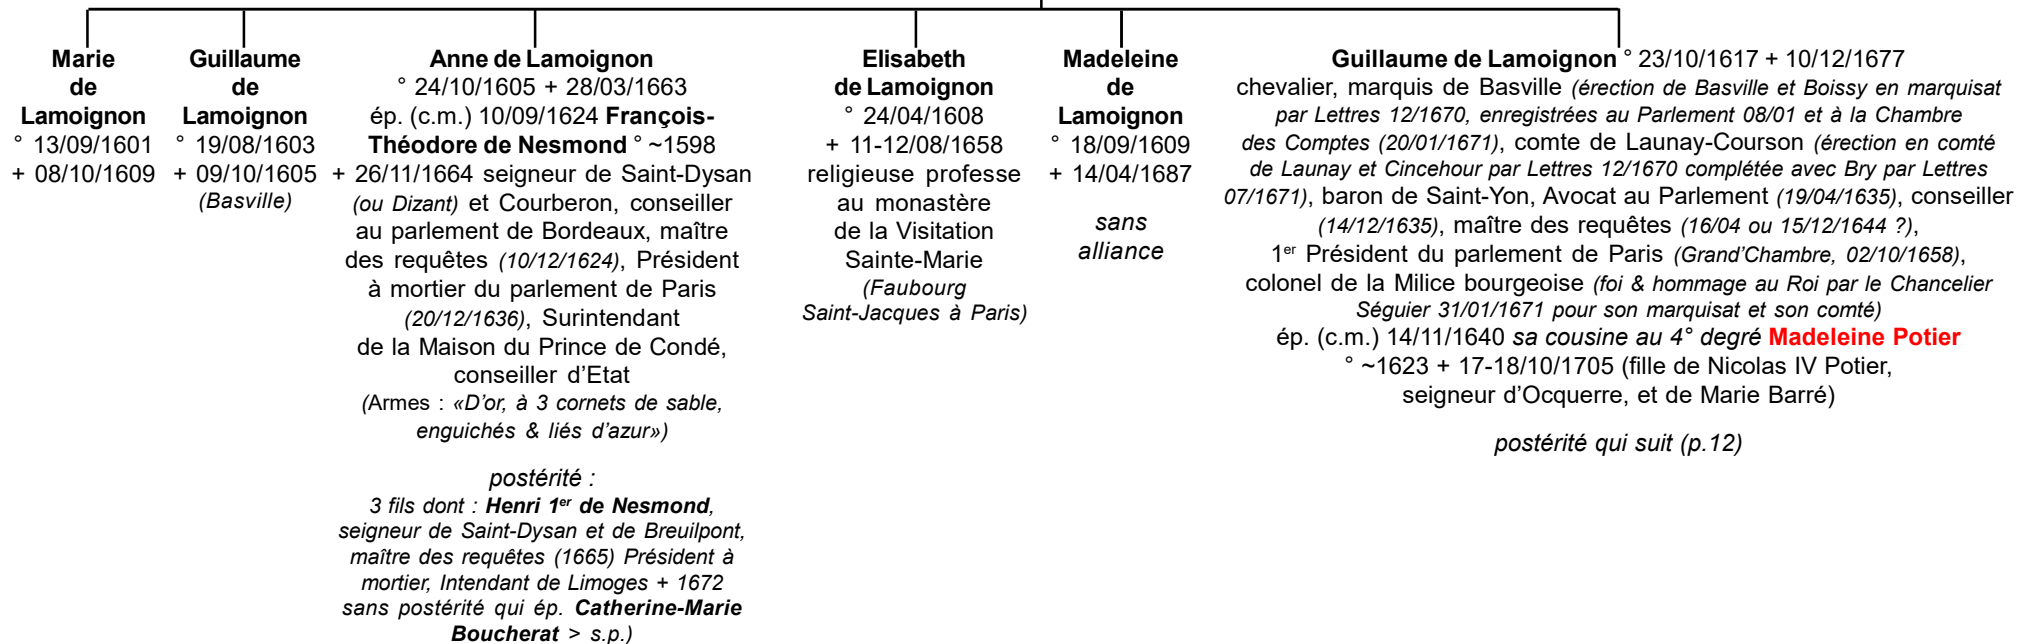 Marie
de
Lamoignon
° 13/09/1601
+ 08/10/1609
Guillaume
de
Lamoignon
° 19/08/1603
+ 09/10/1605
(Basville)
Anne de Lamoignon
° 24/10/1605 + 28/03/1663
ép. (c.m.) 10/09/1624 François-
Théodore de Nesmond ° ~1598
+ 26/11/1664 seigneur de Saint-Dysan
(ou Dizant) et Courberon, conseiller
au parlement de Bordeaux, maître
des requêtes (10/12/1624), Président
à mortier du parlement de Paris
(20/12/1636), Surintendant
de la Maison du Prince de Condé,
conseiller d'Etat
(Armes : «D'or, à 3 cornets de sable,
enguichés & liés d'azur»)
postérité :
3 fils dont : Henri 1er de Nesmond,
seigneur de Saint-Dysan et de Breuilpont,
maître des requêtes (1665) Président à
mortier, Intendant de Limoges + 1672
sans postérité qui ép. Catherine-Marie
Boucherat > s.p.)
Elisabeth
de Lamoignon
° 24/04/1608
+ 11-12/08/1658
religieuse professe
au monastère
de la Visitation
Sainte-Marie
(Faubourg
Saint-Jacques à Paris)
Madeleine
de
Lamoignon
° 18/09/1609
+ 14/04/1687
sans
alliance
Guillaume de Lamoignon ° 23/10/1617 + 10/12/1677
chevalier, marquis de Basville (érection de Basville et Boissy en marquisat
par Lettres 12/1670, enregistrées au Parlement 08/01 et à la Chambre
des Comptes (20/01/1671), comte de Launay-Courson (érection en comté
de Launay et Cincehour par Lettres 12/1670 complétée avec Bry par Lettres
07/1671), baron de Saint-Yon, Avocat au Parlement (19/04/1635), conseiller
(14/12/1635), maître des requêtes (16/04 ou 15/12/1644 ?),
1er Président du parlement de Paris (Grand'Chambre, 02/10/1658),
colonel de la Milice bourgeoise (foi & hommage au Roi par le Chancelier
Séguier 31/01/1671 pour son marquisat et son comté)
ép. (c.m.) 14/11/1640 sa cousine au 4° degré Madeleine Potier
° ~1623 + 17-18/10/1705 (fille de Nicolas IV Potier,
seigneur d'Ocquerre, et de Marie Barré)
postérité qui suit (p.12)